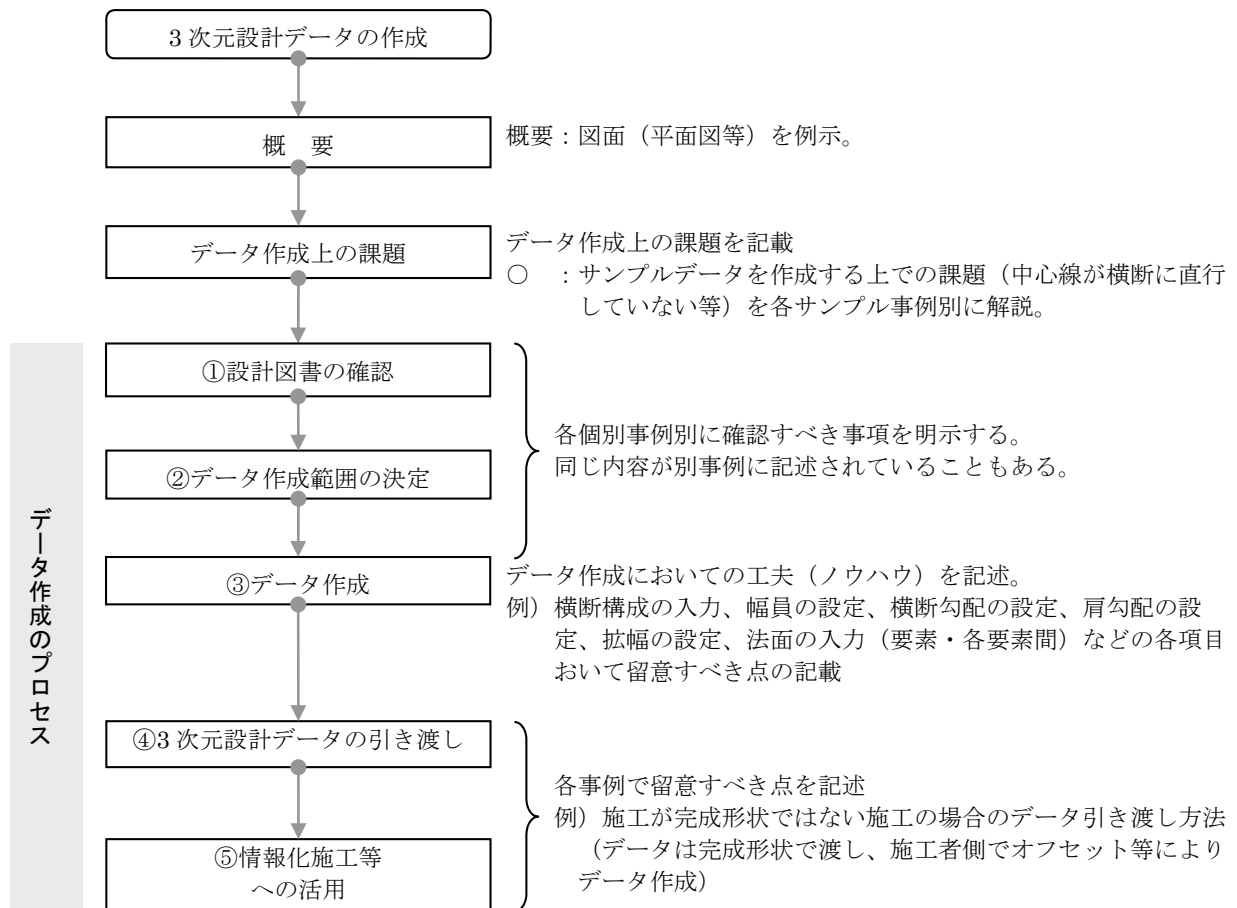 3 次元設計データの作成
概　要
概要：図面（平面図等）を例示。
データ作成上の課題
データ作成上の課題を記載
○　：サンプルデータを作成する上での課題（中心線が横断に直行
していない等）を各サンプル事例別に解説。
データ作成のプロセス
①設計図書の確認
②データ作成範囲の決定
各個別事例別に確認すべき事項を明示する。
同じ内容が別事例に記述されていることもある。
③データ作成
データ作成においての工夫（ノウハウ）を記述。
例）横断構成の入力、幅員の設定、横断勾配の設定、肩勾配の設
定、拡幅の設定、法面の入力（要素・各要素間）などの各項目
おいて留意すべき点の記載
④3 次元設計データの引き渡し
⑤情報化施工等
への活用
各事例で留意すべき点を記述
例）施工が完成形状ではない施工の場合のデータ引き渡し方法
（データは完成形状で渡し、施工者側でオフセット等により
データ作成）